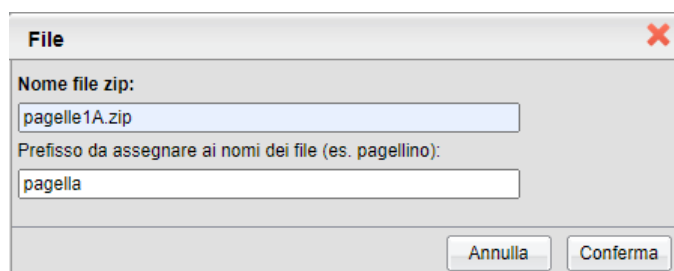 File
Nome file zip:
pagelle1A.zip
Prefisso da assegnare ai nomi dei file (es. pagellino):
pagella
Annulla Conferma